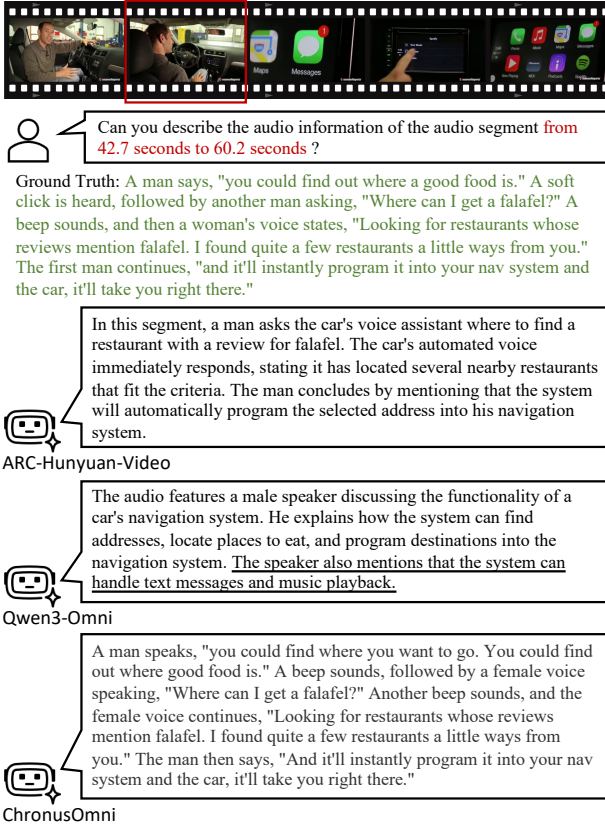 Maps
Messages
1
Can you describe the audio information of the audio segment from
42.7 seconds to 60.2 seconds ?
Ground Truth: A man says, "you could find out where a good food is." A soft
click is heard, followed by another man asking, "Where can I get a falafel?" A
beep sounds, and then a woman's voice states, "Looking for restaurants whose
reviews mention falafel. I found quite a few restaurants a little ways from you."
The first man continues, "and it'll instantly program it into your nav system and
the car, it'll take you right there."
In this segment, a man asks the car's voice assistant where to find a
restaurant with a review for falafel. The car's automated voice
immediately responds, stating it has located several nearby restaurants
that fit the criteria. The man concludes by mentioning that the system
will automatically program the selected address into his navigation
system.
ARC-Hunyuan-Video
The audio features a male speaker discussing the functionality of a
car's navigation system. He explains how the system can find
addresses, locate places to eat, and program destinations into the
navigation system. The speaker also mentions that the system can
handle text messages and music playback.
Qwen3-Omni
A man speaks, "you could find where you want to go. You could find
out where good food is." A beep sounds, followed by a female voice
speaking, "Where can I get a falafel?" Another beep sounds, and the
female voice continues, "Looking for restaurants whose reviews
mention falafel. I found quite a few restaurants a little ways from
you." The man then says, "And it'll instantly program it into your nav
system and the car, it'll take you right there."
ChronusOmni